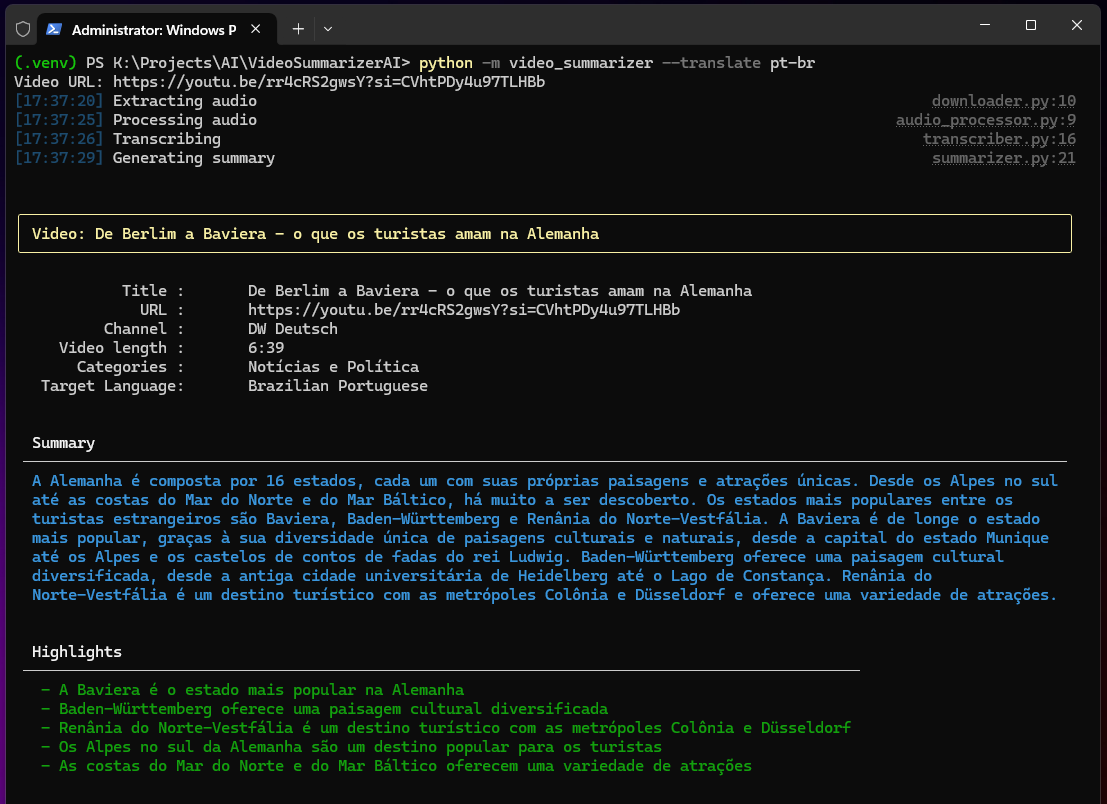 Administrator: Windows P
(.venv) PS K:\Projects\AI\VideoSummarizerAI> python -m video_summarizer --translate pt-br
Video URL: https://youtu.be/rr4cRS2gwsY?si=CVhtPDy4u97TLHBb
[17:37:20] Extracting audio downloader.py:10
[17:37:25] Processing audio audio_processor.py:9
[17:37:26] Transcribing transcriber.py:16
[17:37:29] Generating summary summarizer.py:21
Video: De Berlim a Baviera – o que os turistas amam na Alemanha
Title : De Berlim a Baviera – o que os turistas amam na Alemanha
URL : https://youtu.be/rr4cRS2gwsY?si=CVhtPDy4u97TLHBb
Channel : DW Deutsch
Video length : 6:39
Categories : Notícias e Política
Target Language: Brazilian Portuguese
Summary
A Alemanha é composta por 16 estados, cada um com suas próprias paisagens e atrações únicas. Desde os Alpes no sul
até as costas do Mar do Norte e do Mar Báltico, há muito a ser descoberto. Os estados mais populares entre os
turistas estrangeiros são Baviera, Baden-Württemberg e Renânia do Norte-Vestfália. A Baviera é de longe o estado
mais popular, graças à sua diversidade única de paisagens culturais e naturais, desde a capital do estado Munique
até os Alpes e os castelos de contos de fadas do rei Ludwig. Baden-Württemberg oferece uma paisagem cultural
diversificada, desde a antiga cidade universitária de Heidelberg até o Lago de Constança. Renânia do
Norte-Vestfália é um destino turístico com as metrópoles Colônia e Düsseldorf e oferece uma variedade de atrações.
Highlights
- A Baviera é o estado mais popular na Alemanha
- Baden-Württemberg oferece uma paisagem cultural diversificada
- Renânia do Norte-Vestfália é um destino turístico com as metrópoles Colônia e Düsseldorf
- Os Alpes no sul da Alemanha são um destino popular para os turistas
- As costas do Mar do Norte e do Mar Báltico oferecem uma variedade de atrações